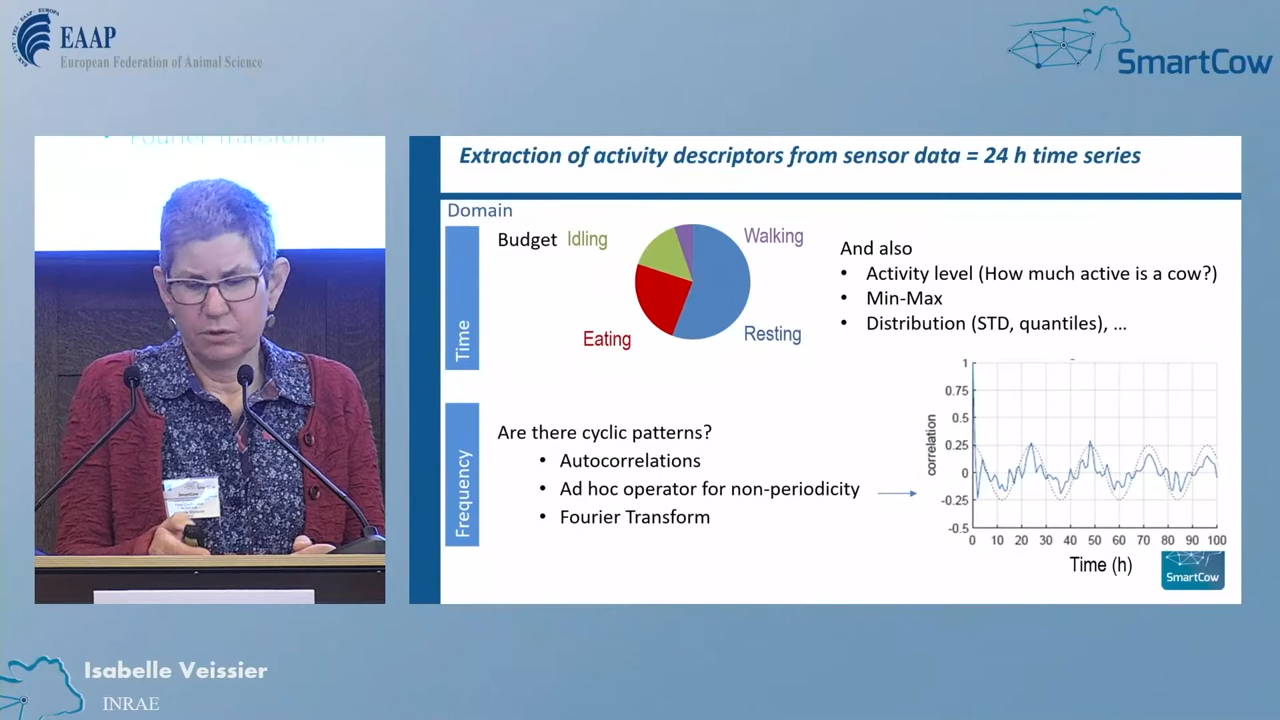 EAAP
European Federation of Animal Science
SmartCow
Fourier Transform
Extraction of activity descriptors from sensor data = 24 h time series
Domain
Time
Budget
Idling
Walking
Eating
Resting
And also
• Activity level (How much active is a cow?)
• Min-Max
• Distribution (STD, quantiles), ...
Frequency
Are there cyclic patterns?
• Autocorrelations
• Ad hoc operator for non-periodicity
• Fourier Transform
correlation
1
0.75
0.5
0.25
0
-0.25
-0.5
0 10 20 30 40 50 60 70 80 90 100
Time (h)
SmartCow
SmartCow
Isabelle Veissier
INRAE